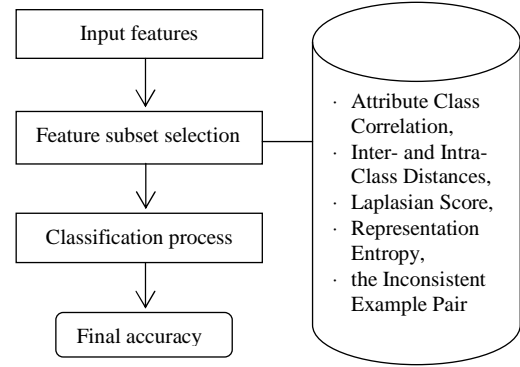 Input features
Feature subset selection
Classification process
Final accuracy
· Attribute Class
Correlation,
· Inter- and Intra-
Class Distances,
· Laplasian Score,
· Representation
Entropy,
· the Inconsistent
Example Pair